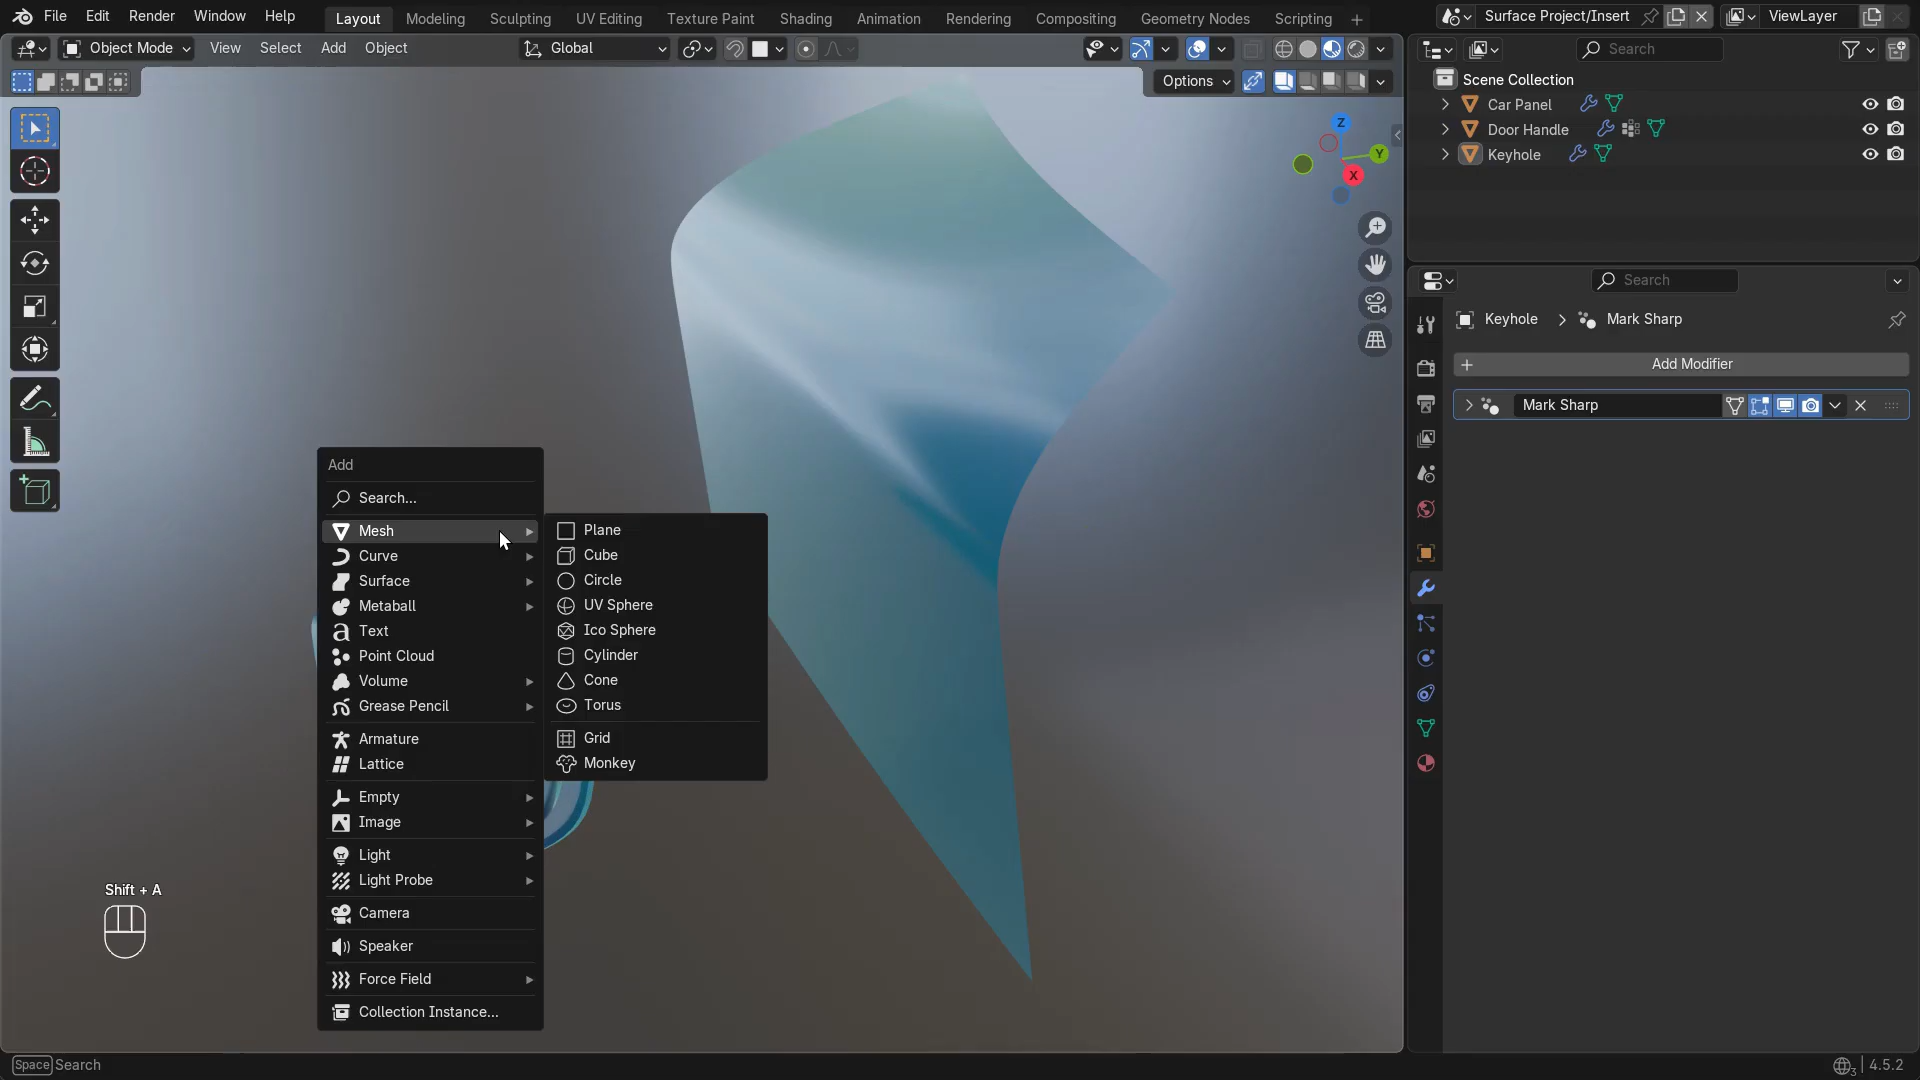 File Edit Render Window Help Layout Modeling Sculpting UV Editing Texture Paint Shading Animation Rendering Compositing Geometry Nodes Scripting Surface Project/Insert ViewLayer
Object Mode View Select Add Object Global Search
Options
Scene Collection
Car Panel
Door Handle
Keyhole
Z
Y
X
Search
Keyhole Mark Sharp
Add Modifier
Mark Sharp
Add
Search...
Mesh
Curve
Surface
Metaball
Text
Point Cloud
Volume
Grease Pencil
Armature
Lattice
Empty
Image
Light
Light Probe
Camera
Speaker
Force Field
Collection Instance...
Plane
Cube
Circle
UV Sphere
Ico Sphere
Cylinder
Cone
Torus
Grid
Monkey
Shift + A
Space Search
3 4.5.2